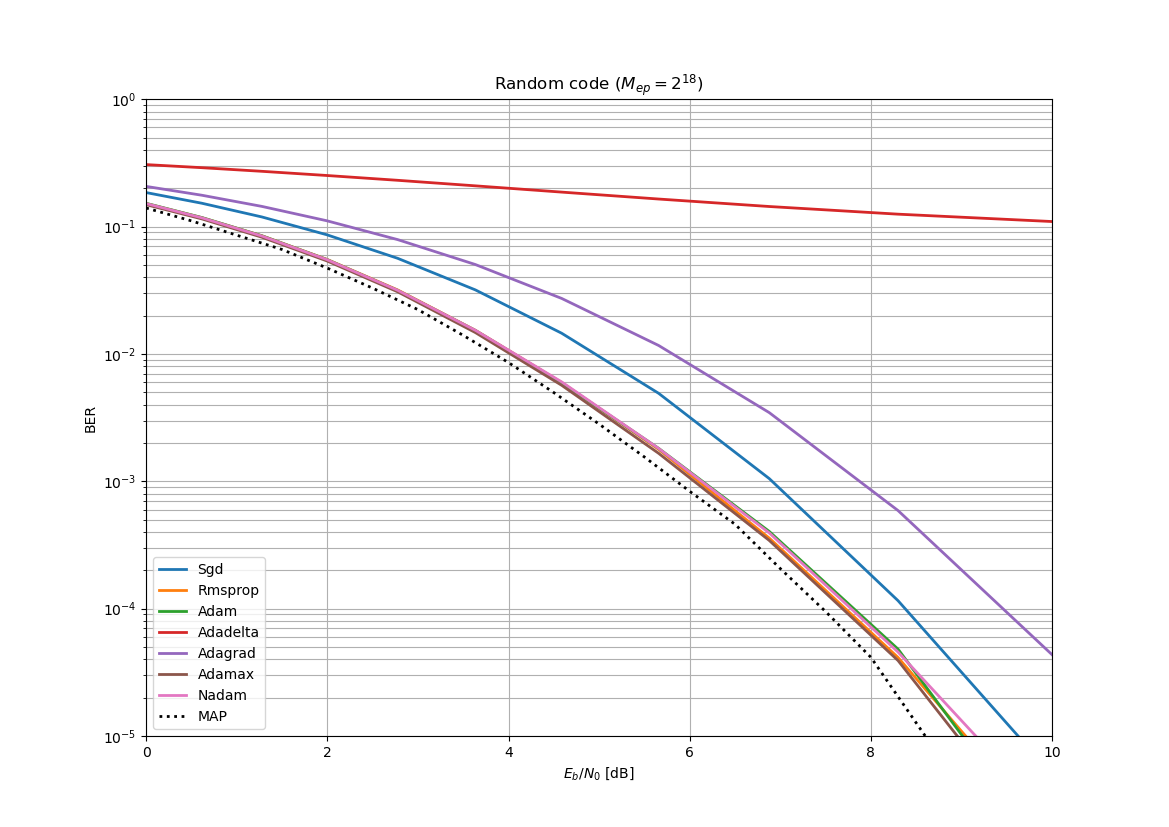 Random code ($M_{ep} = 2^{18}$)
BER
10^0
10^{-1}
10^{-2}
10^{-3}
10^{-4}
10^{-5}
Sgd
Rmsprop
Adam
Adadelta
Adagrad
Adamax
Nadam
MAP
0 2 4 6 8 10
$E_b/N_0$ [dB]